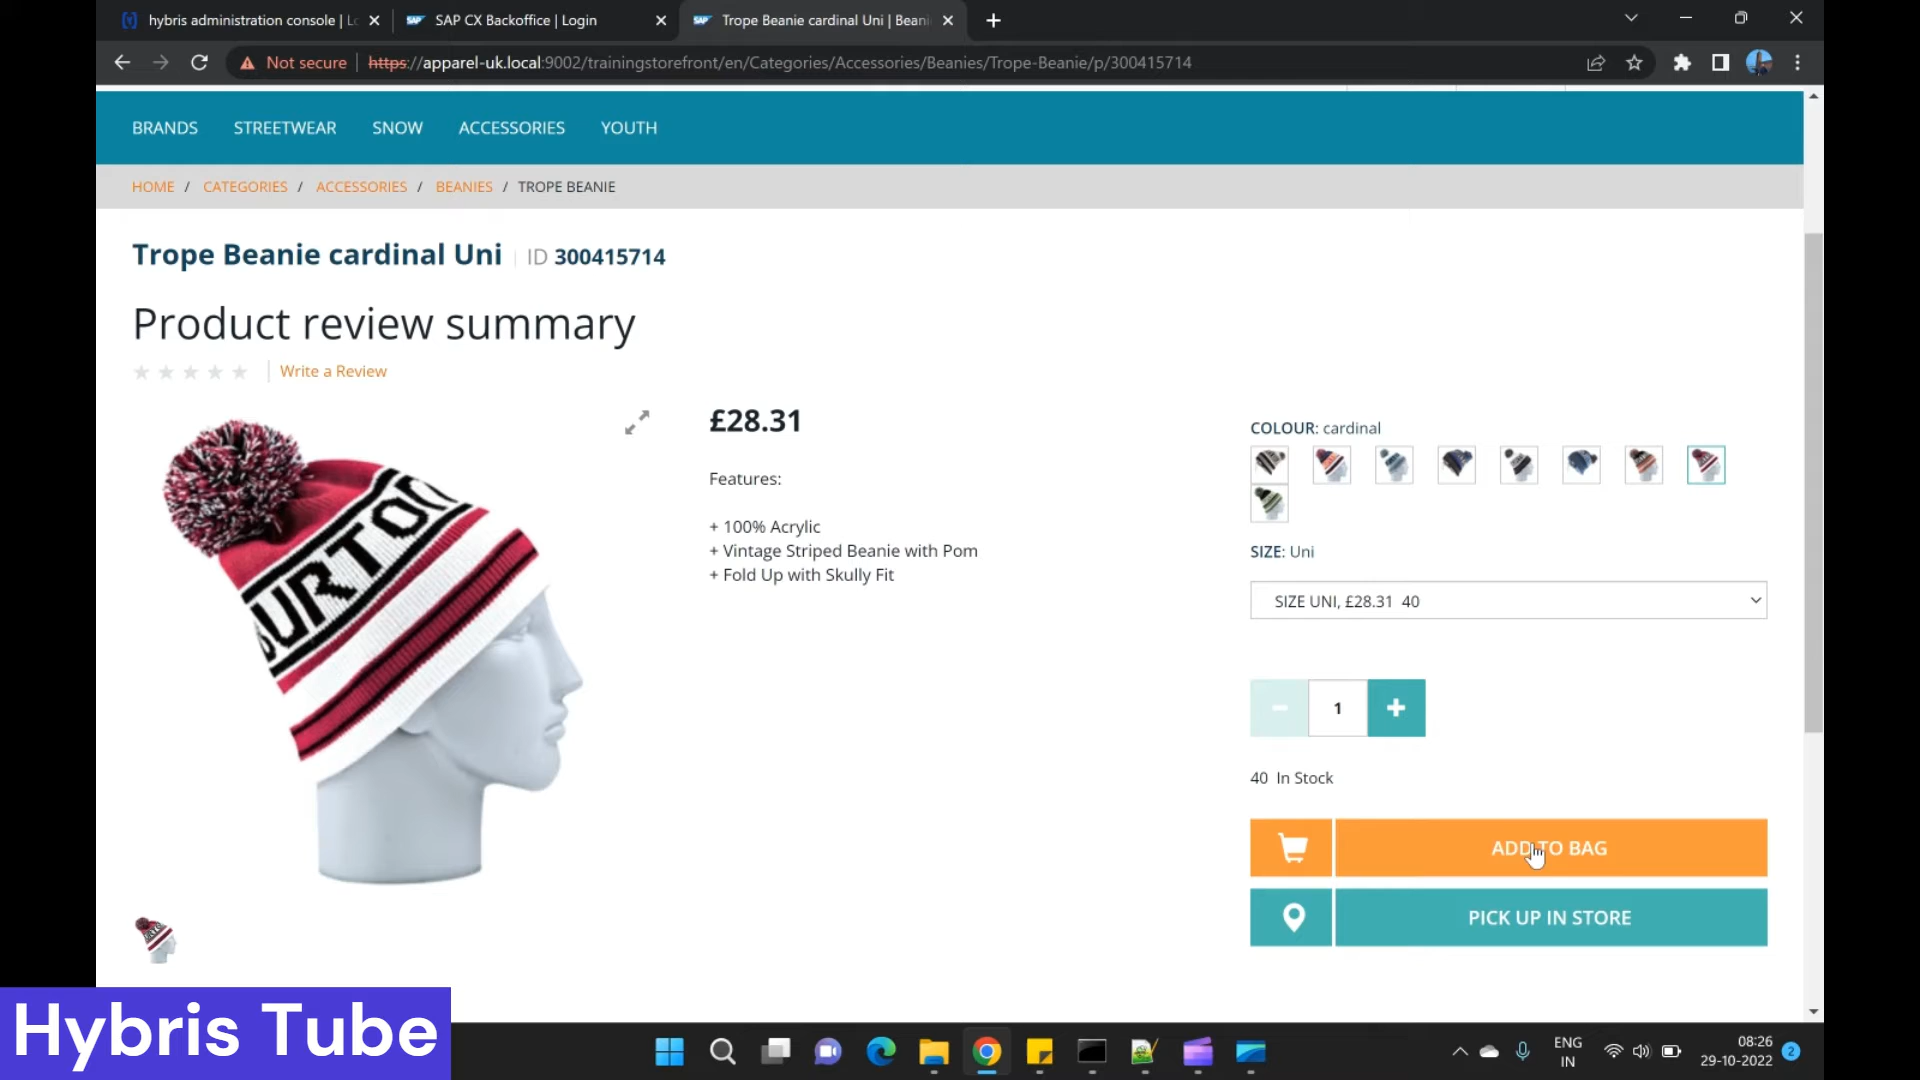 hybris administration console | Lo
SAP CX Backoffice | Login
Trope Beanie cardinal Uni | Beani
Not secure
https://apparel-uk.local:9002/trainingstorefront/en/Categories/Accessories/Beanies/Trope-Beanie/p/300415714
BRANDS STREETWEAR SNOW ACCESSORIES YOUTH
HOME / CATEGORIES / ACCESSORIES / BEANIES / TROPE BEANIE
Trope Beanie cardinal Uni ID 300415714
Product review summary
Write a Review
£28.31
Features:
+ 100% Acrylic
+ Vintage Striped Beanie with Pom
+ Fold Up with Skully Fit
BURTON
COLOUR: cardinal
SIZE: Uni
SIZE UNI, £28.31 40
1
40 In Stock
ADD TO BAG
PICK UP IN STORE
Hybris Tube
ENG
IN
08:26
29-10-2022
2